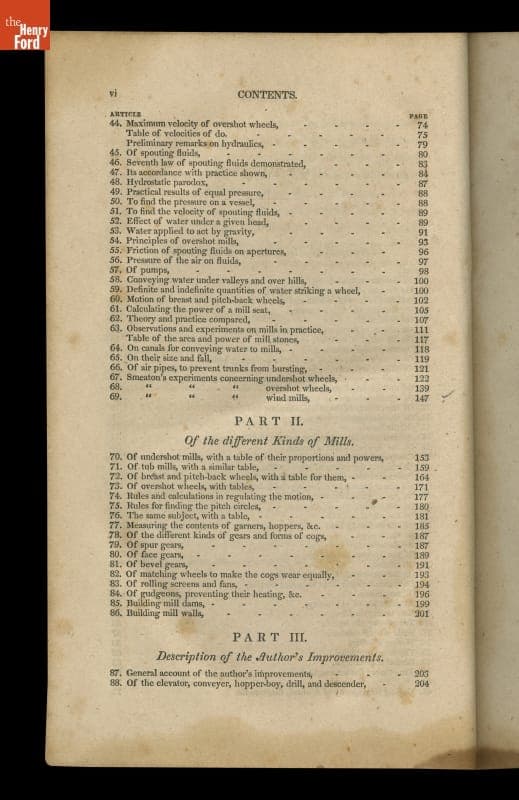 the
Henry
Ford
vi CONTENTS.
ARTICLE PAGE
44. Maximum velocity of overshot wheels, - - - - 74
Table of velocities of do. - - - - - - 75
Preliminary remarks on hydraulics, - - - - - 79
45. Of spouting fluids, - - - - - - 80
46. Seventh law of spouting fluids demonstrated, - - - 83
47. Its accordance with practice shown, - - - - 84
48. Hydrostatic parodox, - - - - - - 87
49. Practical results of equal pressure, - - - - 88
50. To find the pressure on a vessel, - - - - - 88
51. To find the velocity of spouting fluids, - - - - 89
52. Effect of water under a given head, - - - - 89
53. Water applied to act by gravity, - - - - 91
54. Principles of overshot mills, - - - - - 93
55. Friction of spouting fluids on apertures, - - - - 96
56. Pressure of the air on fluids, - - - - - 97
57. Of pumps, - - - - - - - 98
58. Conveying water under valleys and over hills, - - - 100
59. Definite and indefinite quantities of water striking a wheel, - - 100
60. Motion of breast and pitch-back wheels, - - - - 102
61. Calculating the power of a mill seat, - - - - 105
62. Theory and practice compared, - - - - - 107
63. Observations and experiments on mills in practice, - - - 111
Table of the area and power of mill stones, - - - 117
64. On canals for conveying water to mills, - - - - 118
65. On their size and fall, - - - - - - 119
66. Of air pipes, to prevent trunks from bursting, - - - 121
67. Smeaton's experiments concerning undershot wheels, - - - 122
68. " " " overshot wheels, - - - 139
69. " " " wind mills, - - - 147
PART II.
Of the different Kinds of Mills.
70. Of undershot mills, with a table of their proportions and powers, 153
71. Of tub mills, with a similar table, - - - - - 159
72. Of breast and pitch-back wheels, with a table for them, - - 164
73. Of overshot wheels, with tables, - - - - - 171
74. Rules and calculations in regulating the motion, - - - 177
75. Rules for finding the pitch circles, - - - - - 180
76. The same subject, with a table, - - - - - 181
77. Measuring the contents of garners, hoppers, &c. - - - 185
78. Of the different kinds of gears and forms of cogs, - - - 187
79. Of spur gears, - - - - - - 187
80. Of face gears, - - - - - - - 189
81. Of bevel gears, - - - - - - 191
82. Of matching wheels to make the cogs wear equally, - - - 193
83. Of rolling screens and fans, - - - - - 194
84. Of gudgeons, preventing their heating, &c. - - - - 196
85. Building mill dams, - - - - - - 199
86. Building mill walls, - - - - - - 201
PART III.
Description of the Author's Improvements.
87. General account of the author's improvements, - - - 203
88. Of the elevator, conveyer, hopper-boy, drill, and descender, - 204